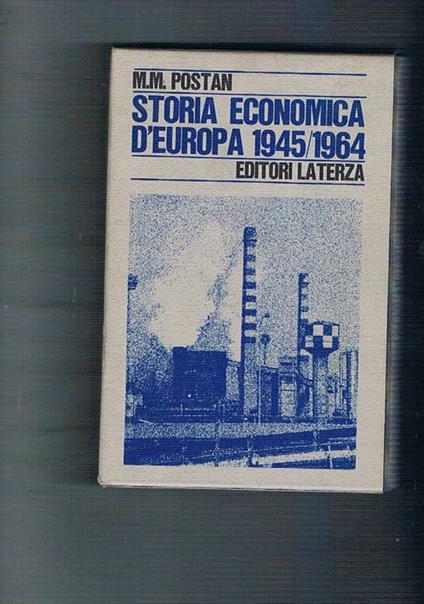 M.M. POSTAN
STORIA ECONOMICA
D'EUROPA 1945/1964
EDITORI LATERZA